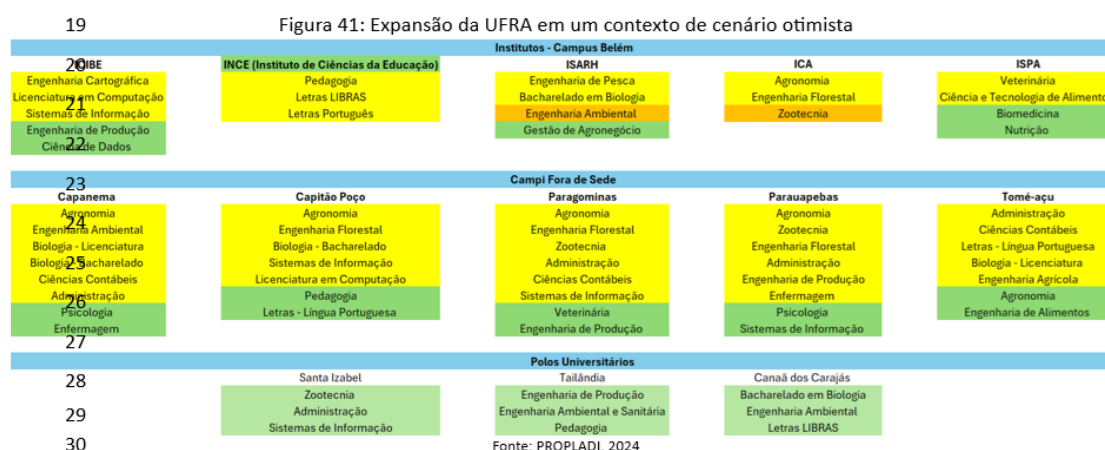 19 Figura 41: Expansão da UFRA em um contexto de cenário otimista
Institutos - Campus Belém
20 ICIBE INCE (Instituto de Ciências da Educação) ISARH ICA ISPA
Engenharia Cartográfica Pedagogia Engenharia de Pesca Agronomia Veterinária
21 Licenciatura em Computação Letras LIBRAS Bacharelado em Biologia Engenharia Florestal Ciência e Tecnologia de Alimento
Sistemas de Informação Letras Português Engenharia Ambiental Zootecnia Biomedicina
Engenharia de Produção Gestão de Agronegócio Nutrição
22 Ciência de Dados
23 Campi Fora de Sede
Capanema Capitão Poço Paragominas Parauapebas Tomé-açu
Agronomia Agronomia Agronomia Agronomia Administração
24 Engenharia Ambiental Engenharia Florestal Engenharia Florestal Zootecnia Ciências Contábeis
Biologia - Licenciatura Biologia - Bacharelado Zootecnia Engenharia Florestal Letras - Língua Portuguesa
25 Biologia - Bacharelado Sistemas de Informação Administração Administração Biologia - Licenciatura
Ciências Contábeis Licenciatura em Computação Ciências Contábeis Engenharia de Produção Engenharia Agrícola
26 Administração Pedagogia Sistemas de Informação Enfermagem Agronomia
Psicologia Letras - Língua Portuguesa Veterinária Psicologia Engenharia de Alimentos
Enfermagem Engenharia de Produção Sistemas de Informação
27
Polos Universitários
28 Santa Izabel Tailândia Canaã dos Carajás
Zootecnia Engenharia de Produção Bacharelado em Biologia
29 Administração Engenharia Ambiental e Sanitária Engenharia Ambiental
Sistemas de Informação Pedagogia Letras LIBRAS
30 Fonte: PROPLADI, 2024